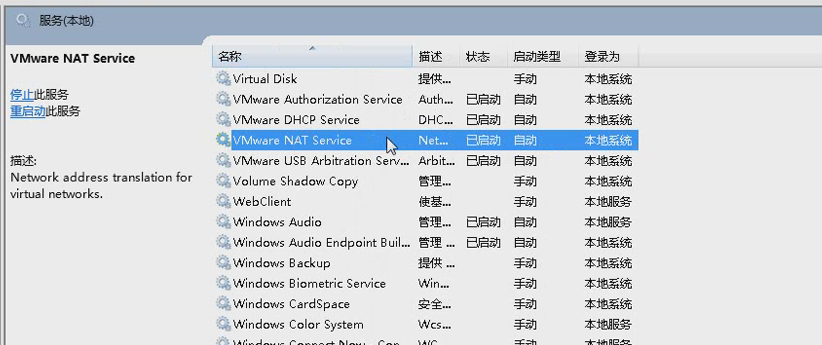 服务(本地)
VMware NAT Service
停止此服务
重启动此服务
描述:
Network address translation for
virtual networks.
名称 描述 状态 启动类型 登录为
Virtual Disk 提供... 手动 本地系统
VMware Authorization Service Auth... 已启动 自动 本地系统
VMware DHCP Service DHC... 已启动 自动 本地系统
VMware NAT Service Net... 已启动 自动 本地系统
VMware USB Arbitration Serv... Arbit... 已启动 自动 本地系统
Volume Shadow Copy 管理... 手动 本地系统
WebClient 使基... 手动 本地服务
Windows Audio 管理... 已启动 自动 本地服务
Windows Audio Endpoint Buil... 管理 ... 已启动 自动 本地系统
Windows Backup 提供 ... 手动 本地系统
Windows Biometric Service Win... 手动 本地系统
Windows CardSpace 安全... 手动 本地系统
Windows Color System Wcs... 手动 本地服务